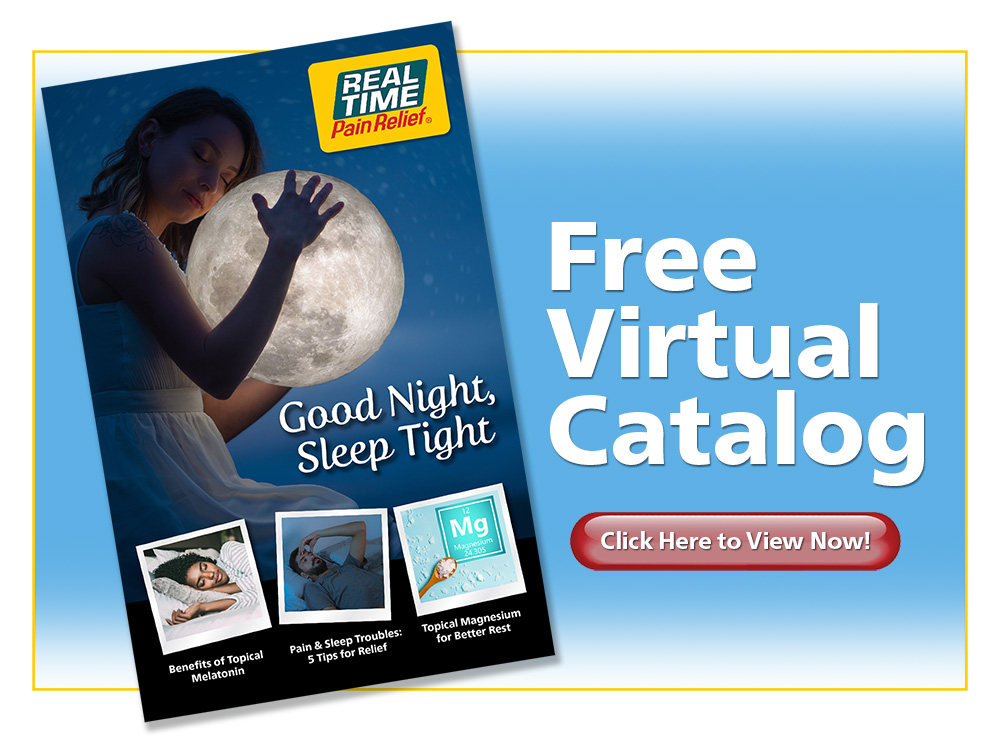 REAL
TIME
Pain Relief®
Good Night,
Sleep Tight
12
Mg
Magnesium
24.305
Benefits of Topical
Melatonin
Pain & Sleep Troubles:
5 Tips for Relief
Topical Magnesium
for Better Rest
Free
Virtual
Catalog
Click Here to View Now!